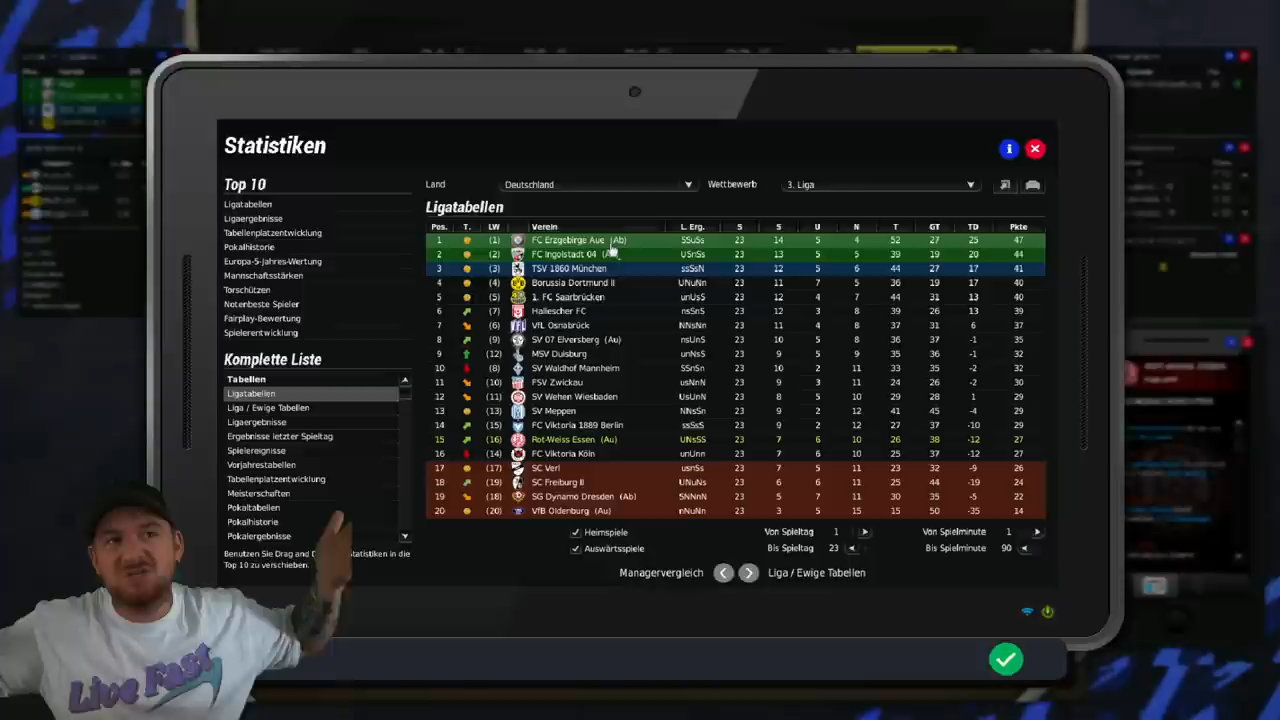 Statistiken
Top 10
Ligatabellen
Ligaergebnisse
Tabellenplatzentwicklung
Pokalhistorie
Europa-5-Jahres-Wertung
Mannschaftsstärken
Torschützen
Notenbeste Spieler
Fairplay-Bewertung
Spielerentwicklung
Komplette Liste
Tabellen
Ligatabellen
Liga / Ewige Tabellen
Ligaergebnisse
Ergebnisse letzter Spieltag
Spielereignisse
Vorjahrestabellen
Tabellenplatzentwicklung
Meisterschaften
Pokaltabellen
Pokalhistorie
Pokalergebnisse
Benutzen Sie Drag and D Statistiken in die
Top 10 zu verschieben.
Land Deutschland Wettbewerb 3. Liga
Ligatabellen
Pos. T. LW Verein L. Erg. S S U N T GT TD Pkte
1 (1) FC Erzgebirge Aue (Ab) SSuSs 23 14 5 4 52 27 25 47
2 (2) FC Ingolstadt 04 USnSs 23 13 5 5 39 19 20 44
3 (3) TSV 1860 München ssSsN 23 12 5 6 44 27 17 41
4 (4) Borussia Dortmund II UNuNn 23 11 7 5 36 19 17 40
5 (5) 1. FC Saarbrücken unUsS 23 12 4 7 44 31 13 40
6 (7) Hallescher FC nsSnS 23 12 3 8 39 26 13 39
7 (6) VfL Osnabrück NNsNn 23 11 4 8 37 31 6 37
8 (9) SV 07 Elversberg (Au) nsUnS 23 10 5 8 36 37 -1 35
9 (12) MSV Duisburg unNsS 23 9 5 9 35 36 -1 32
10 (8) SV Waldhof Mannheim sSnSn 23 10 2 11 33 35 -2 32
11 (10) FSV Zwickau usNnN 23 9 3 11 24 26 -2 30
12 (11) SV Wehen Wiesbaden usNnN 23 8 5 10 29 28 1 29
13 (13) SV Meppen NNsSn 23 9 2 12 41 45 -4 29
14 (15) FC Viktoria 1889 Berlin ssSsS 23 9 2 12 27 37 -10 29
15 (16) Rot-Weiss Essen (Au) UNsSS 23 7 6 10 26 38 -12 27
16 (14) FC Viktoria Köln unUnn 23 7 6 10 25 37 -12 27
17 (17) SC Verl usnSs 23 7 5 11 23 32 -9 26
18 (19) SC Freiburg II UNuNs 23 6 6 11 25 44 -19 24
19 (18) SG Dynamo Dresden (Ab) SNNnN 23 5 7 11 30 35 -5 22
20 (20) VfB Oldenburg (Au) nNuNn 23 3 5 15 15 50 -35 14
Heimspiele Von Spieltag 1 Von Spielminute 1
Auswärtsspiele Bis Spieltag 23 Bis Spielminute 90
Managervergleich Liga / Ewige Tabellen
Live Fast